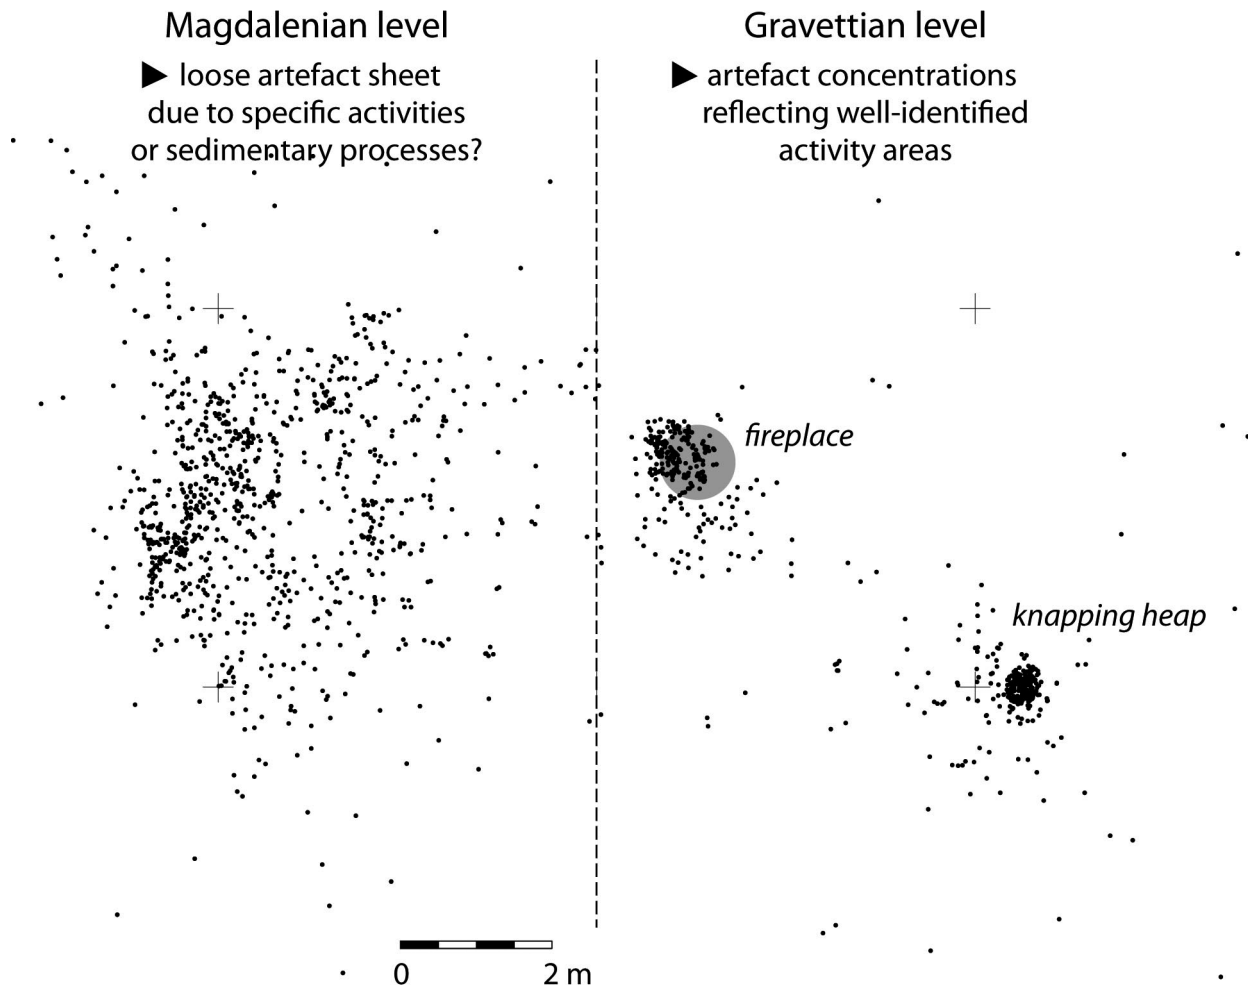 Magdalenian level
▶ loose artefact sheet
due to specific activities
or sedimentary processes?
Gravettian level
▶ artefact concentrations
reflecting well-identified
activity areas
fireplace
knapping heap
0 2 m